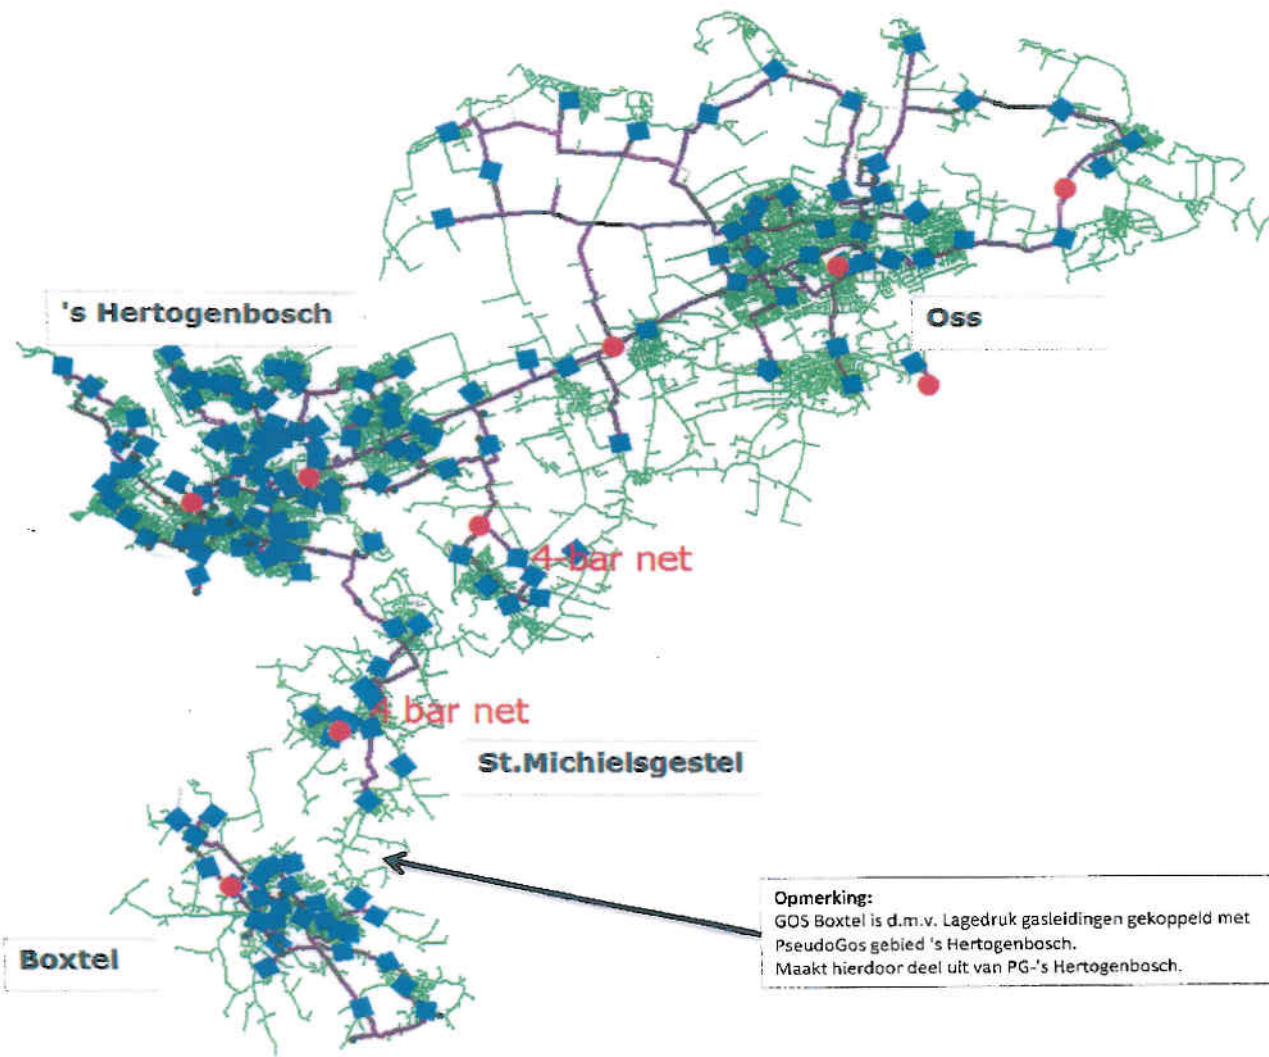 's Hertogenbosch
Oss
4-bar net
4 bar net
St.Michielsgestel
Opmerking:
GOS Boxtel is d.m.v. Lagedruk gasleidingen gekoppeld met
PseudoGos gebied 's Hertogenbosch.
Maakt hierdoor deel uit van PG-'s Hertogenbosch.
Boxtel